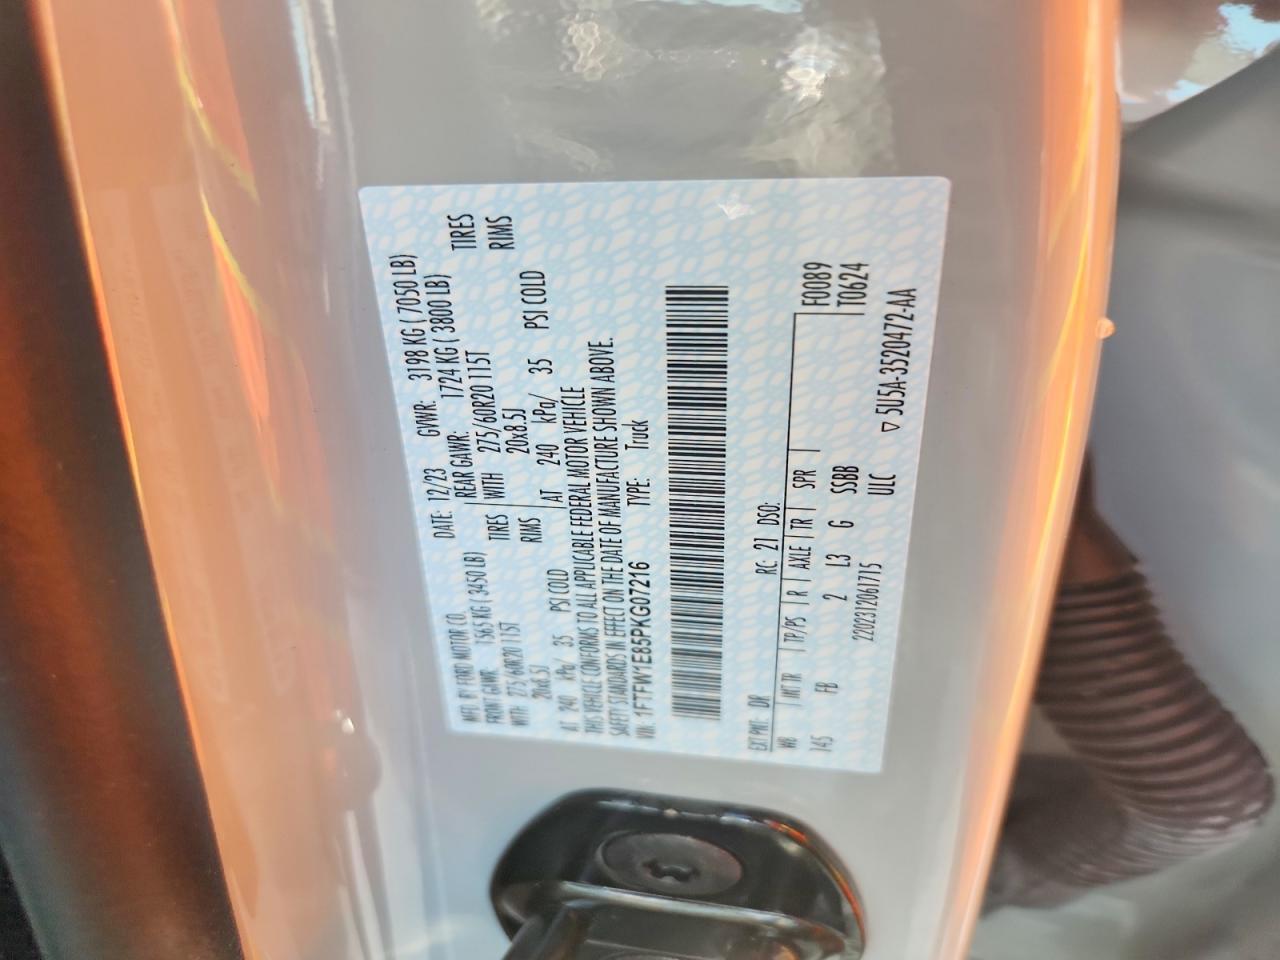 MFD. BY FORD MOTOR CO. DATE: 12/23 GVWR: 3198 KG ( 7050 LB)
FRONT GAWR: 1565 KG ( 3450 LB) REAR GAWR: 1724 KG ( 3800 LB)
WITH 275/60R20 115T TIRES WITH 275/60R20 115T TIRES
20x8.5J RIMS 20x8.5J RIMS
AT 240 kPa/ 35 PSI COLD AT 240 kPa/ 35 PSI COLD
THIS VEHICLE CONFORMS TO ALL APPLICABLE FEDERAL MOTOR VEHICLE
SAFETY STANDARDS IN EFFECT ON THE DATE OF MANUFACTURE SHOWN ABOVE.
VIN: 1FTFW1E85PKG07216 TYPE: Truck
EXT PNT: DR RC: 21 DSO:
WB INT TR TP/PS R AXLE TR SPR F0089
145 FB 2 L3 G SSBB T0624
220231206171S ULC
▽ 5U5A-3520472-AA